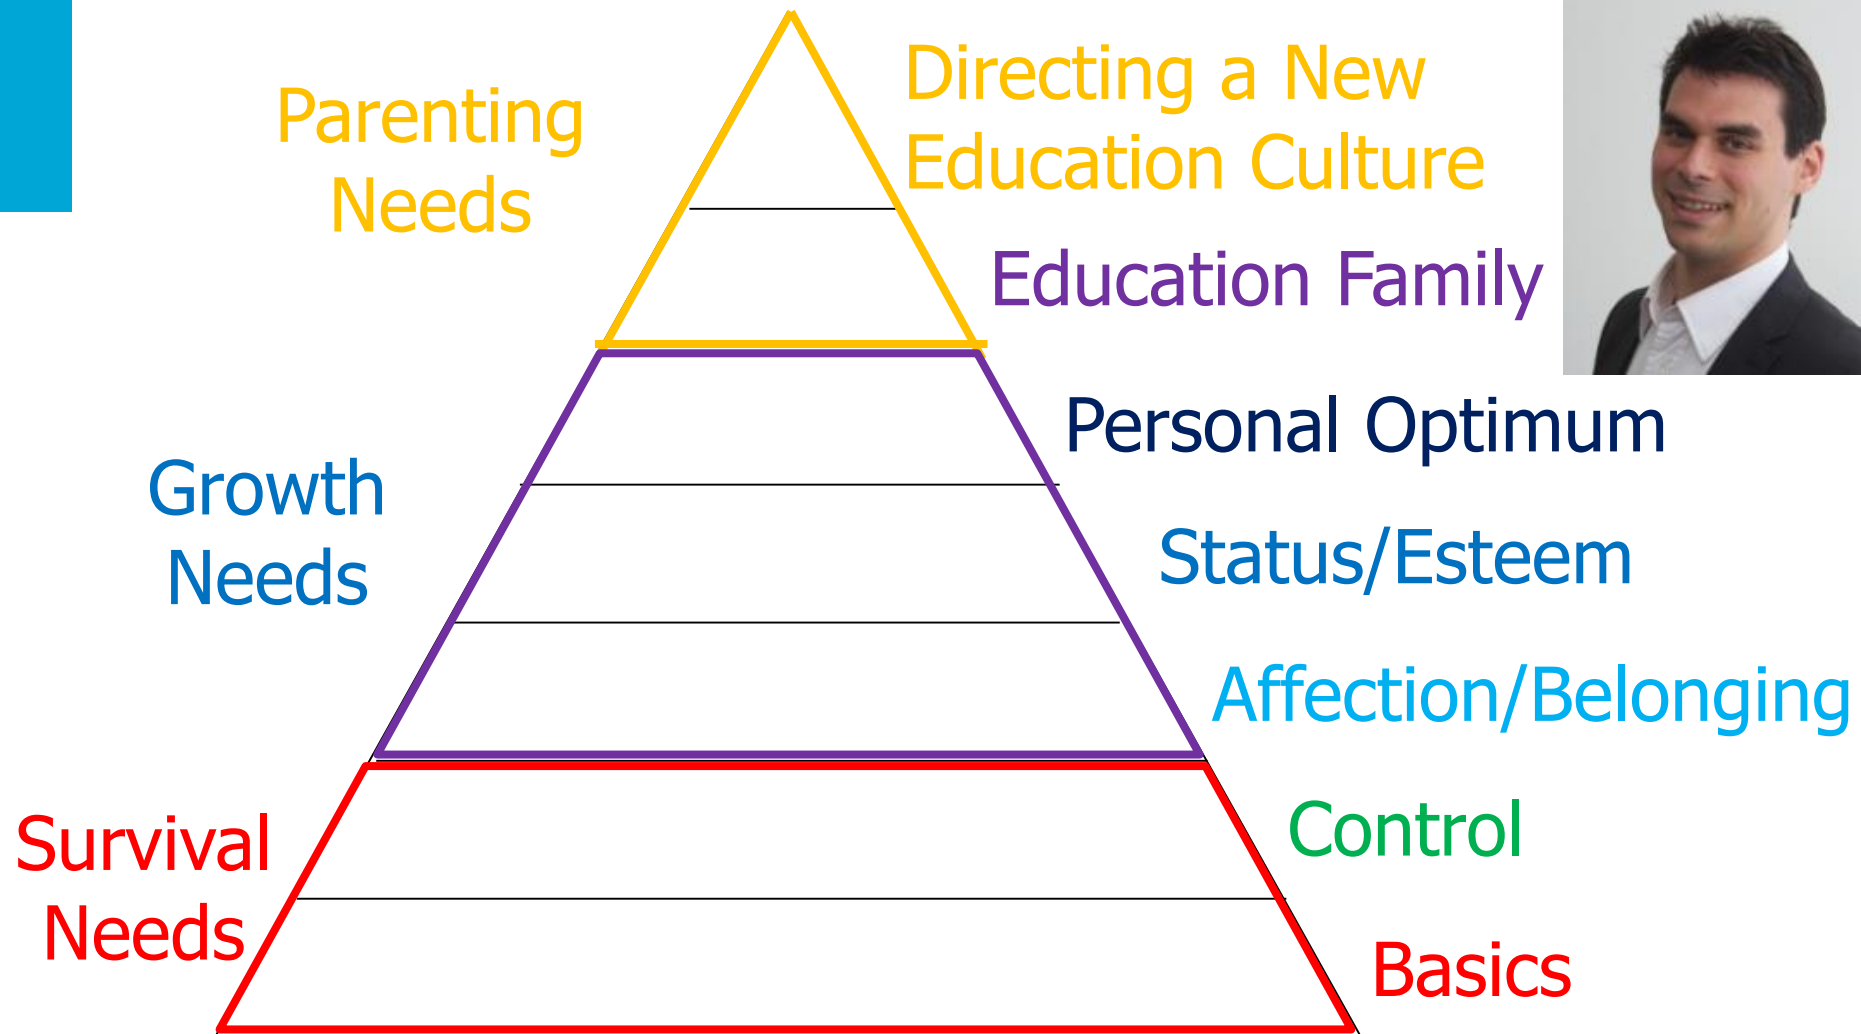 Parenting
Needs
Directing a New
Education Culture
Education Family
Personal Optimum
Growth
Needs
Status/Esteem
Affection/Belonging
Survival
Needs
Control
Basics